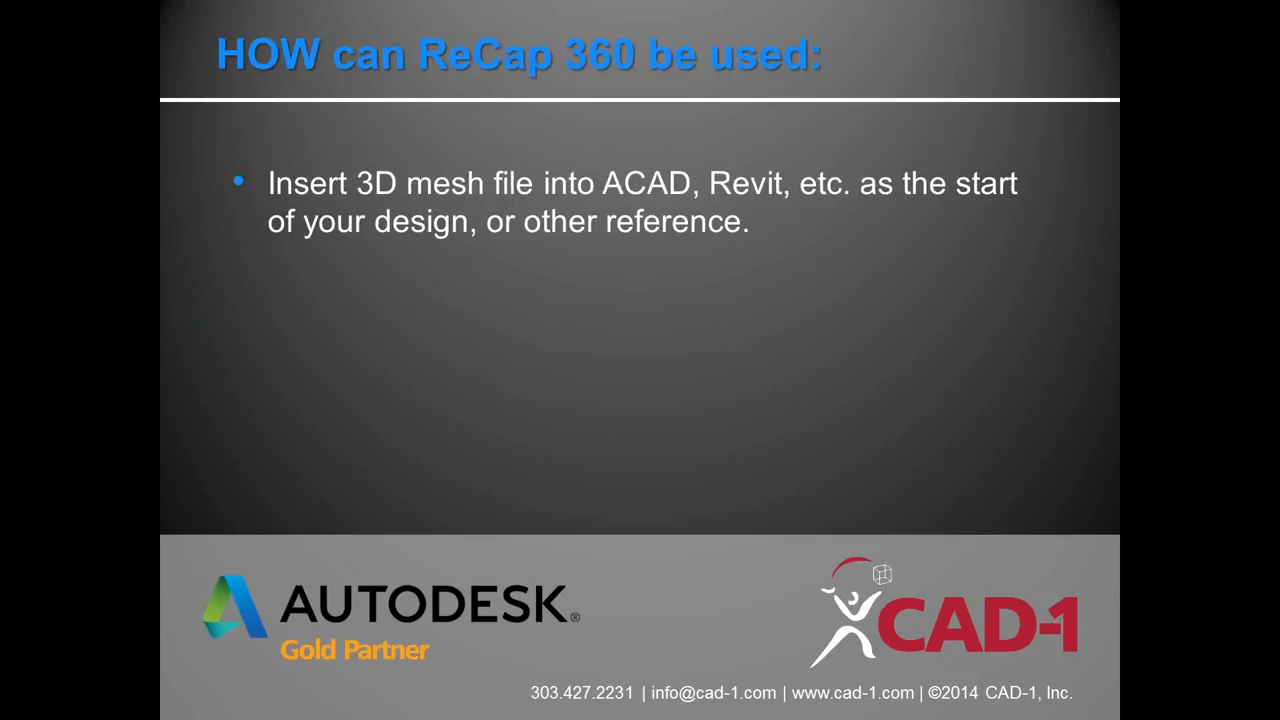 HOW can ReCap 360 be used:
• Insert 3D mesh file into ACAD, Revit, etc. as the start
of your design, or other reference.
AUTODESK®
Gold Partner
CAD-1
303.427.2231 | info@cad-1.com | www.cad-1.com | ©2014 CAD-1, Inc.